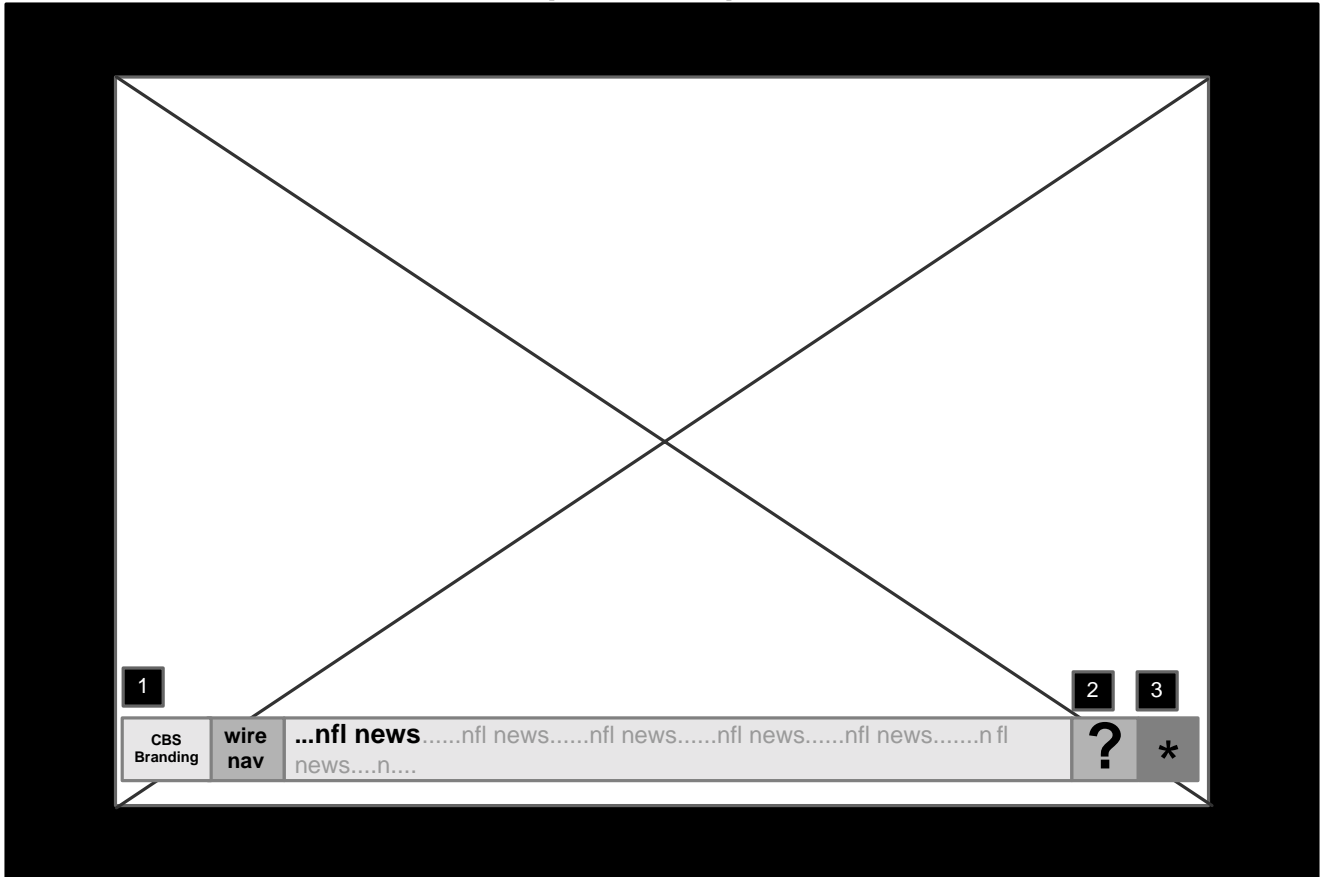 1
2
3
CBS
Branding
wire
nav
...nfl news......nfl news......nfl news......nfl news......nfl news.......n fl
news....n....
?
*